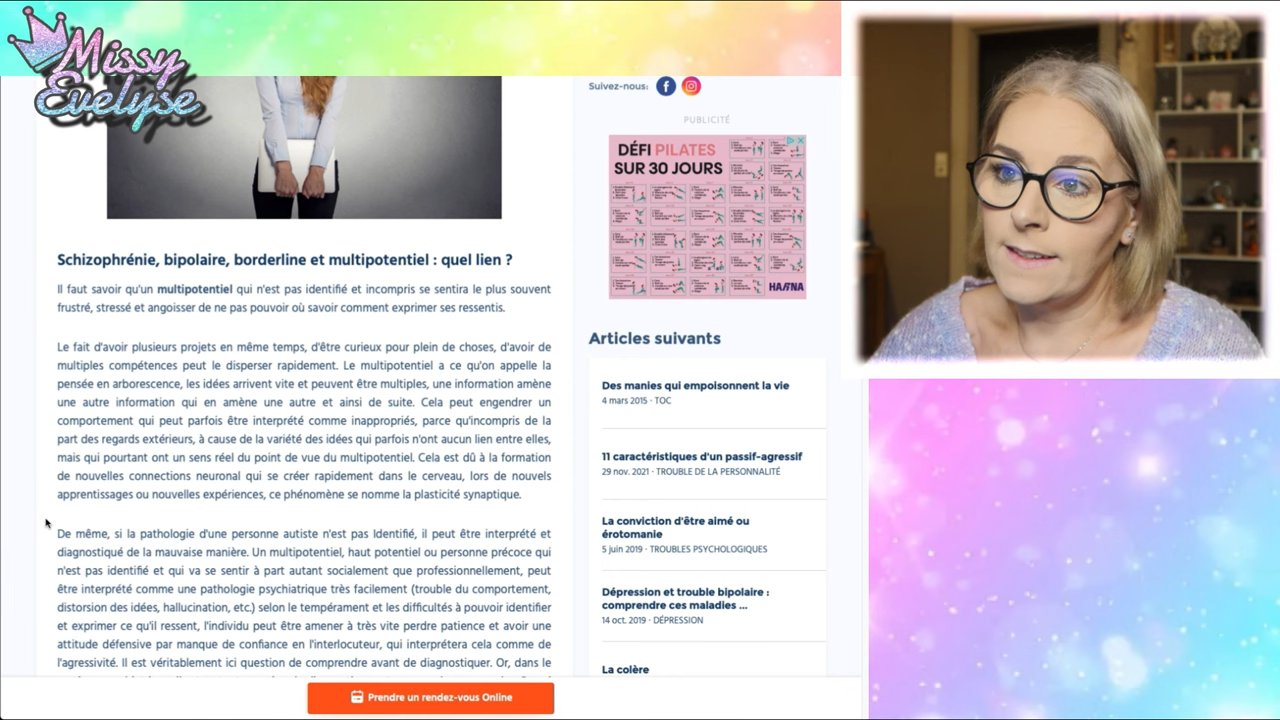 Missy
Evelyse
Suivez-nous:
PUBLICITÉ
DÉFI PILATES
SUR 30 JOURS
HARNA
Schizophrénie, bipolaire, borderline et multipotentiel : quel lien ?
Il faut savoir qu'un multipotentiel qui n'est pas identifié et incompris se sentira le plus souvent
frustré, stressé et angoisser de ne pas pouvoir où savoir comment exprimer ses ressentis.
Le fait d'avoir plusieurs projets en même temps, d'être curieux pour plein de choses, d'avoir de
multiples compétences peut le disperser rapidement. Le multipotentiel a ce qu'on appelle la
pensée en arborescence, les idées arrivent vite et peuvent être multiples, une information amène
une autre information qui en amène une autre et ainsi de suite. Cela peut engendrer un
comportement qui peut parfois être interprété comme inappropriés, parce qu'incompris de la
part des regards extérieurs, à cause de la variété des idées qui parfois n'ont aucun lien entre elles,
mais qui pourtant ont un sens réel du point de vue du multipotentiel. Cela est dû à la formation
de nouvelles connections neuronal qui se créer rapidement dans le cerveau, lors de nouvels
apprentissages ou nouvelles expériences, ce phénomène se nomme la plasticité synaptique.
De même, si la pathologie d'une personne autiste n'est pas Identifié, il peut être interprété et
diagnostiqué de la mauvaise manière. Un multipotentiel, haut potentiel ou personne précoce qui
n'est pas identifié et qui va se sentir à part autant socialement que professionnellement, peut
être interprété comme une pathologie psychiatrique très facilement (trouble du comportement,
distorsion des idées, hallucination, etc.) selon le tempérament et les difficultés à pouvoir identifier
et exprimer ce qu'il ressent, l'individu peut être amener à très vite perdre patience et avoir une
attitude défensive par manque de confiance en l'interlocuteur, qui interprétera cela comme de
l'agressivité. Il est véritablement ici question de comprendre avant de diagnostiquer. Or, dans le
Articles suivants
Des manies qui empoisonnent la vie
4 mars 2015 · TOC
11 caractéristiques d'un passif-agressif
29 nov. 2021 · TROUBLE DE LA PERSONNALITÉ
La conviction d'être aimé ou
érotomanie
5 juin 2019 · TROUBLES PSYCHOLOGIQUES
Dépression et trouble bipolaire :
comprendre ces maladies ...
14 oct. 2019 · DÉPRESSION
La colère
Prendre un rendez-vous Online